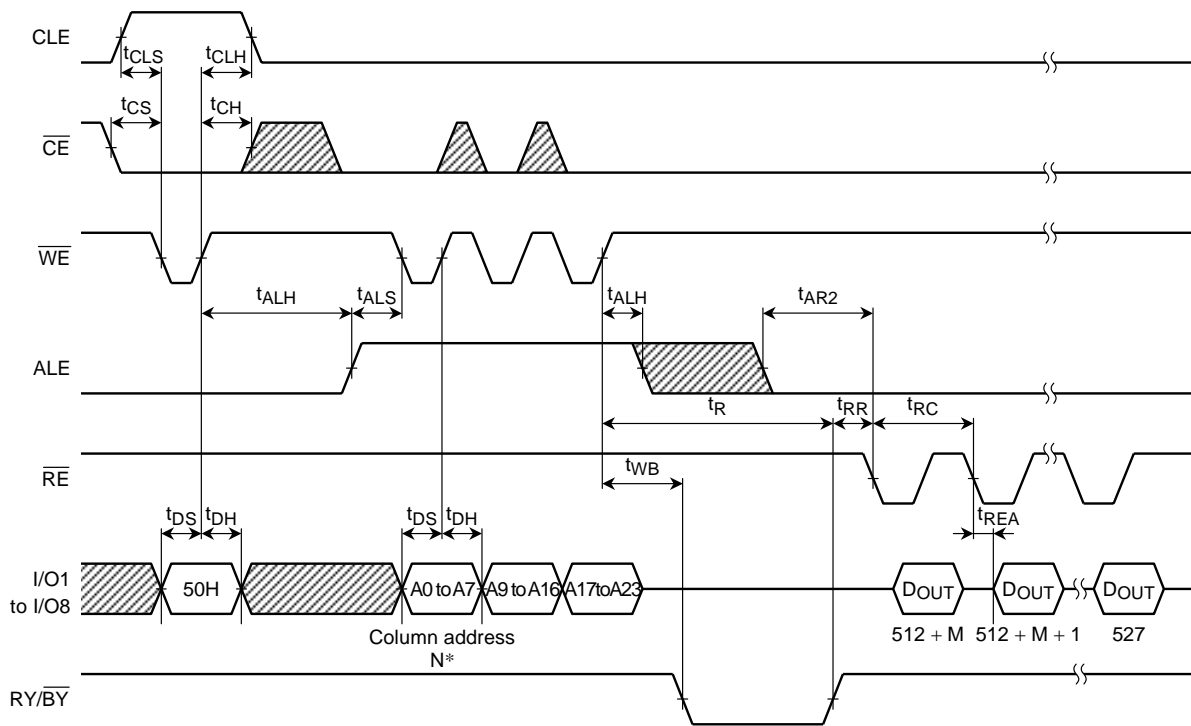 CLE
tCLS
tCLH
tCS
tCH
CE
WE
tALH
tALS
tALH
tAR2
ALE
tR
tRR
tRC
RE
tWB
tDS
tDH
tDS
tDH
tREA
I/O1
to I/O8
50H
A0 to A7
A9 to A16
A17 to A23
DOUT
DOUT
DOUT
512 + M
512 + M + 1
527
Column address
N*
RY/BY